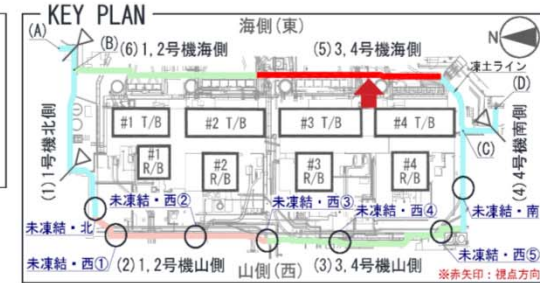 KEY PLAN
海側(東)
N
(A)
(B)
(6)1,2号機海側
(5)3,4号機海側
凍土ライン
(D)
#1 T/B
#2 T/B
#3 T/B
#4 T/B
(C)
(1)1号機北側
#1
R/B
#2
R/B
#3
R/B
#4
R/B
(4)4号機南側
未凍結・西②
未凍結・西③
未凍結・西④
未凍結・南
未凍結・北
未凍結・西①
(2)1,2号機山側
山側(西)
(3)3,4号機山側
未凍結・西⑤
※赤矢印：視点方向